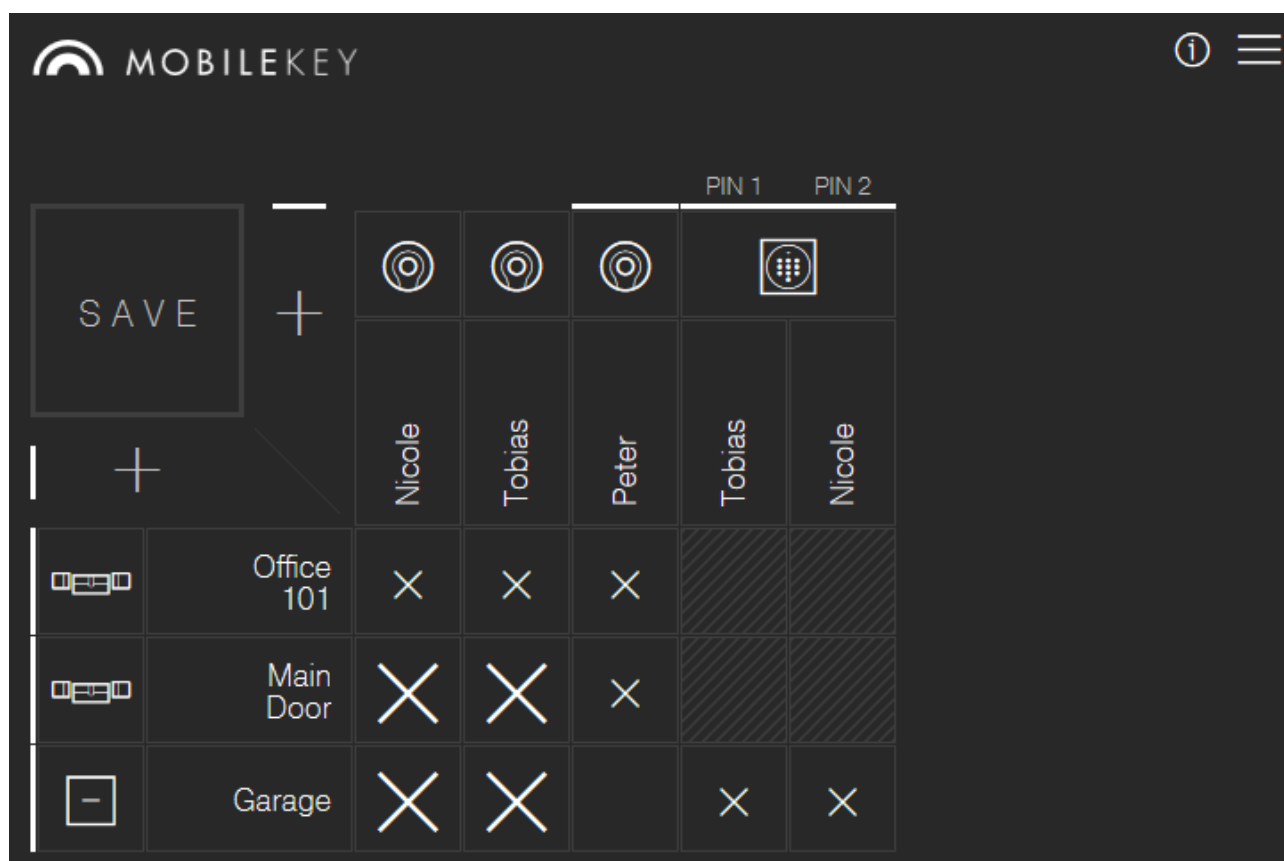 MOBILEKEY
PIN 1 PIN 2
SAVE
Nicole Tobias Peter Tobias Nicole
Office
101
Main
Door
Garage